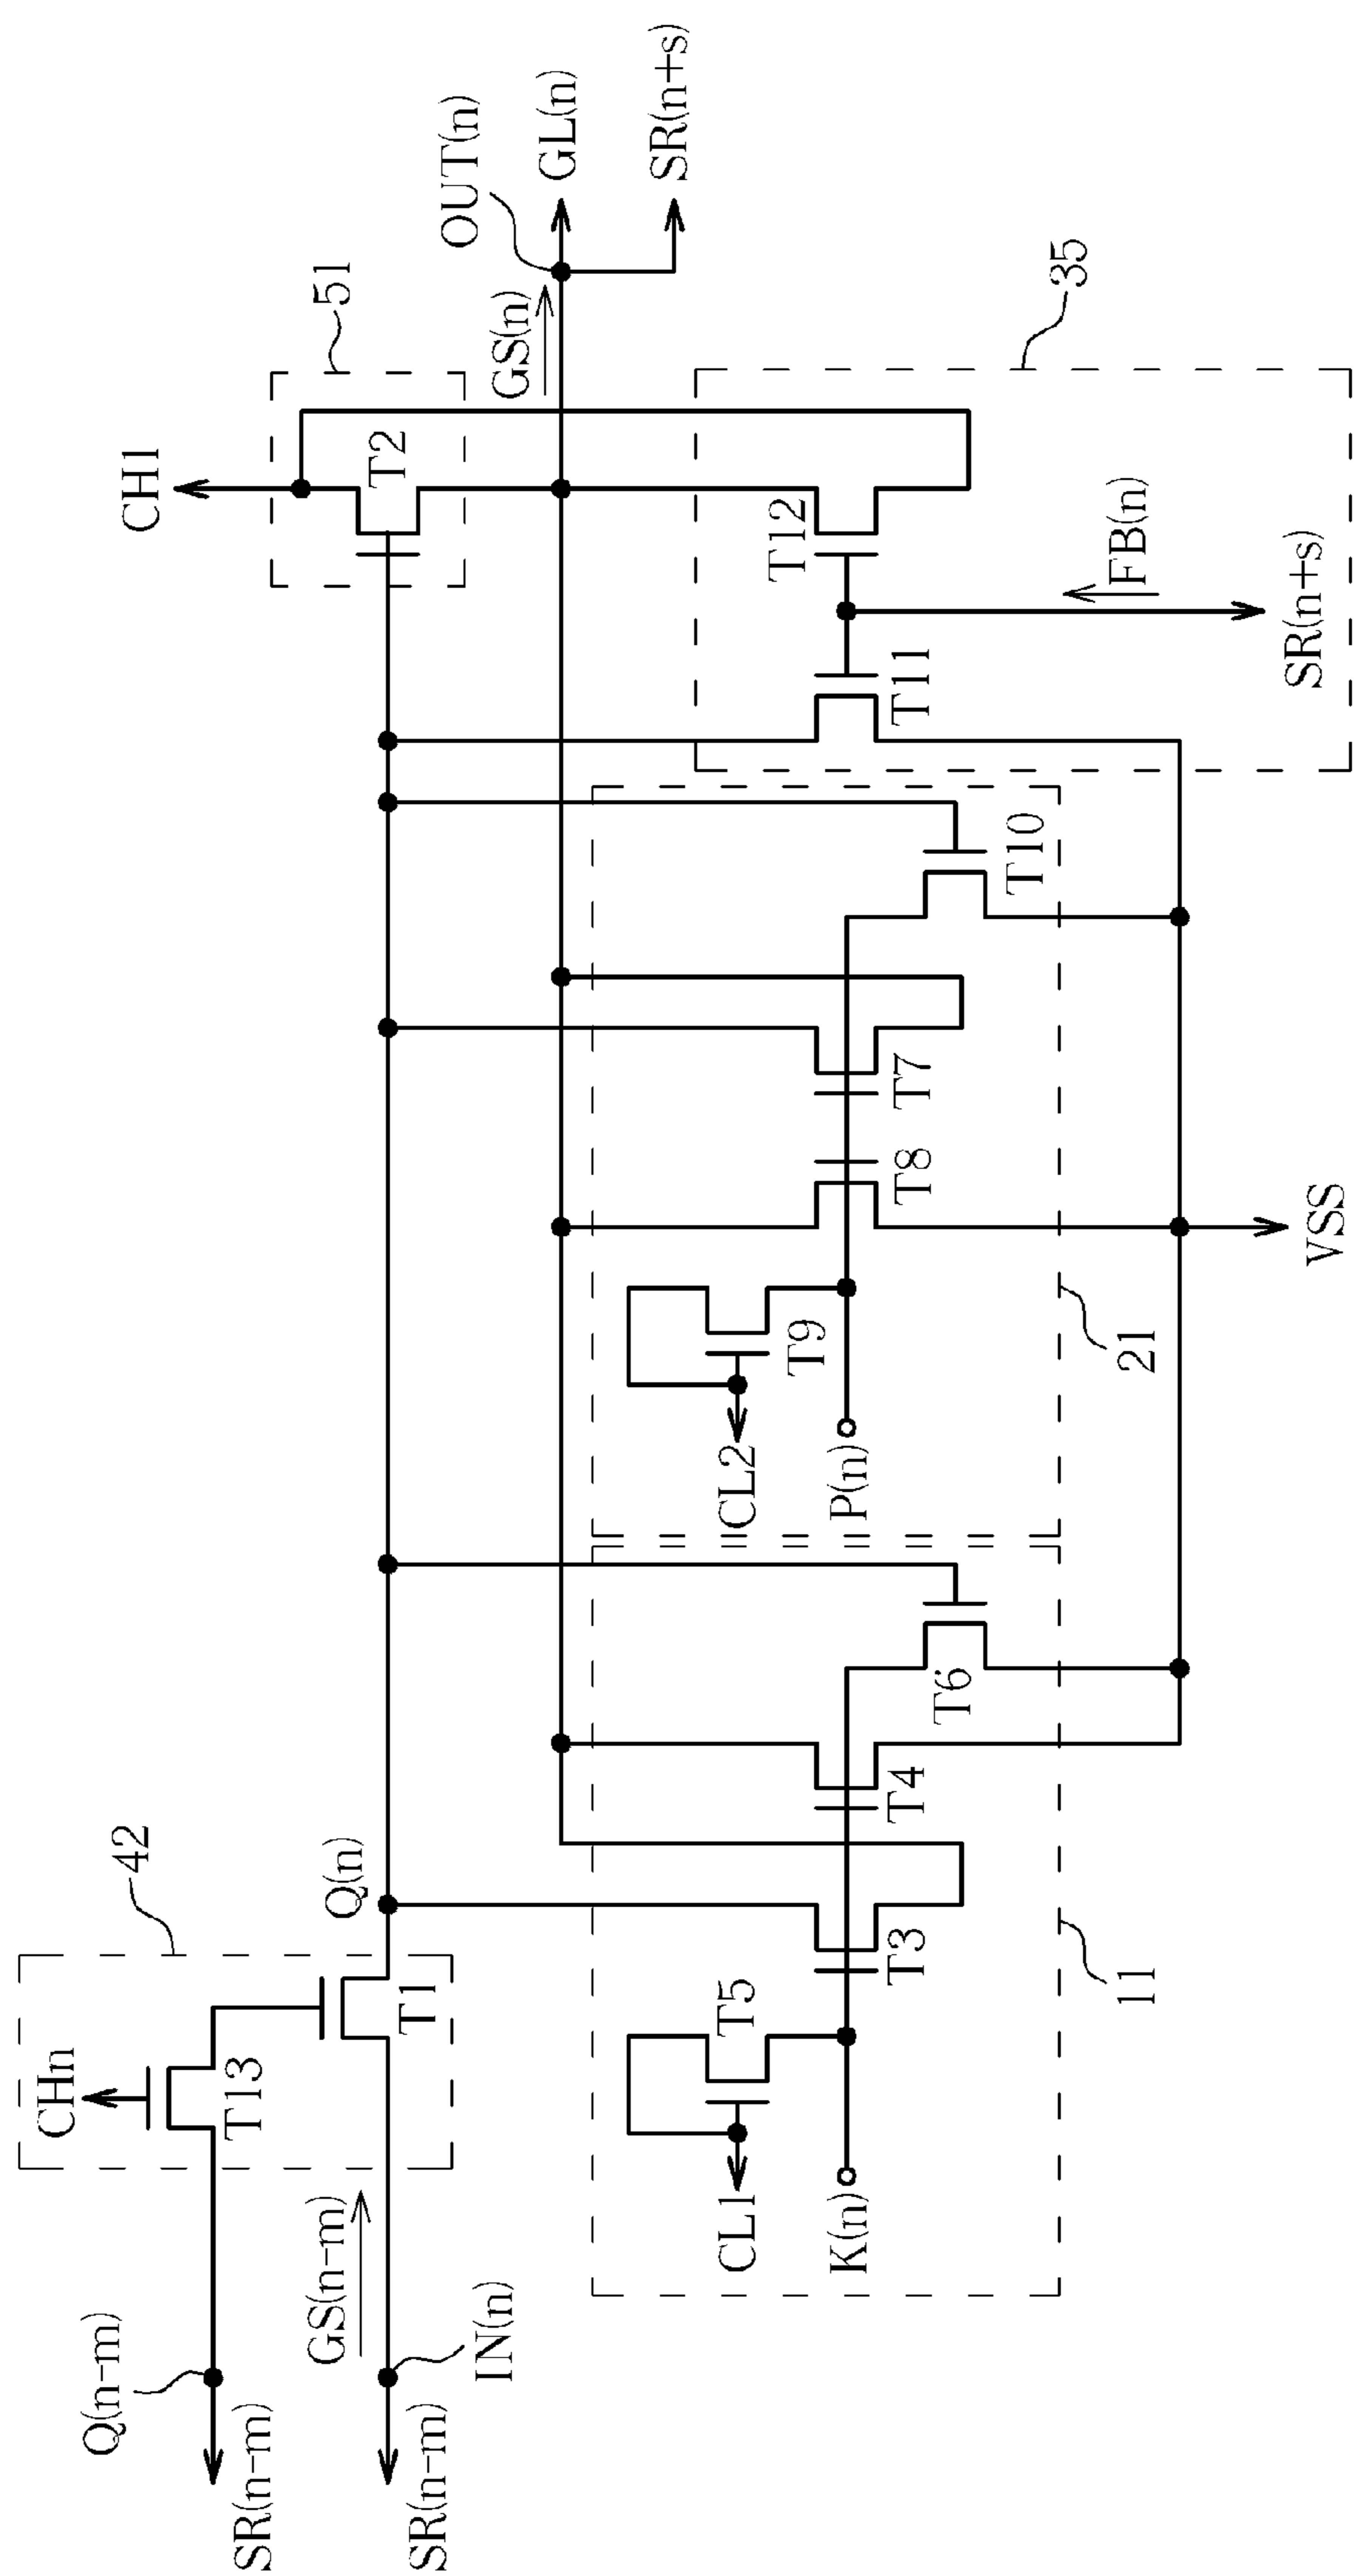 Q(n-m)
SR(n-m)
GS(n-m)
SR(n-m)
IN(n)
CHn
T13
T1
42
Q(n)
CL1
T5
K(n)
T3
T4
T6
11
CL2
T9
P(n)
T8
T7
T10
21
VSS
T11
T12
FB(n)
SR(n+s)
35
CH1
T2
51
GS(n)
OUT(n)
GL(n)
SR(n+s)